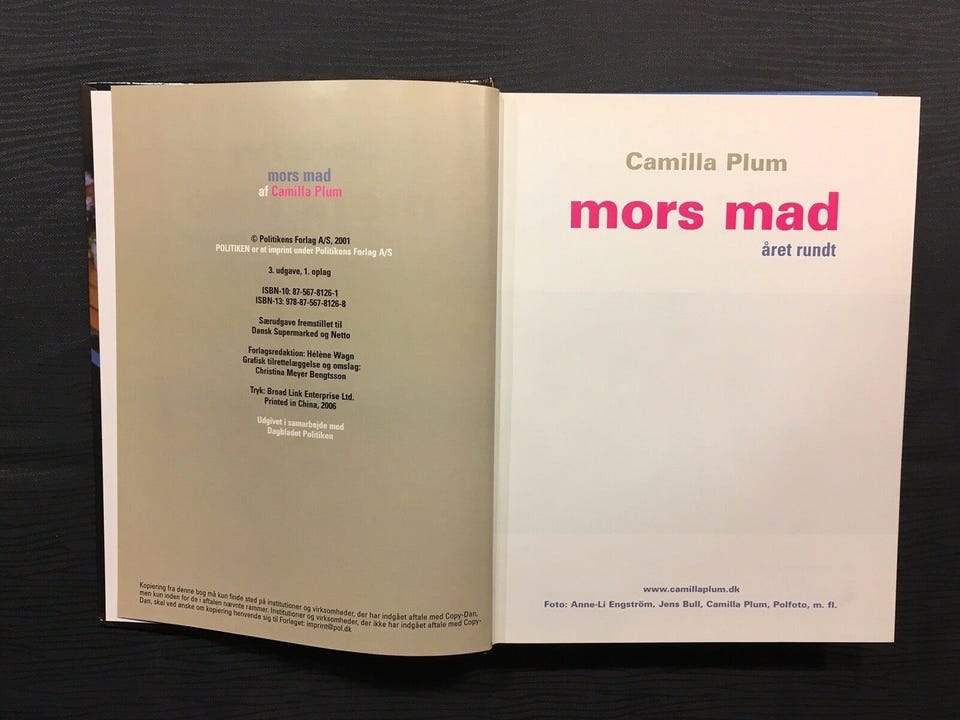 mors mad
af Camilla Plum
© Politikens Forlag A/S, 2001
POLITIKEN er et imprint under Politikens Forlag A/S
3. udgave, 1. oplag
ISBN-10: 87-567-8126-1
ISBN-13: 978-87-567-8126-8
Særudgave fremstillet til
Dansk Supermarked og Netto
Forlagsredaktion: Hélène Wagn
Grafisk tilrettelæggelse og omslag:
Christina Meyer Bengtsson
Tryk: Broad Link Enterprise Ltd.
Printed in China, 2006
Udgivet i samarbejde med
Dagbladet Politiken
Kopiering fra denne bog må kun finde sted på institutioner og virksomheder, der har indgået aftale med Copy-Dan,
men kun inden for de i aftalen nævnte rammer. Institutioner og virksomheder, der ikke har indgået aftale med Copy-
Dan, skal ved ønske om kopiering henvende sig til Forlaget: imprint@pol.dk
Camilla Plum
mors mad
året rundt
www.camillaplum.dk
Foto: Anne-Li Engström, Jens Bull, Camilla Plum, Polfoto, m. fl.